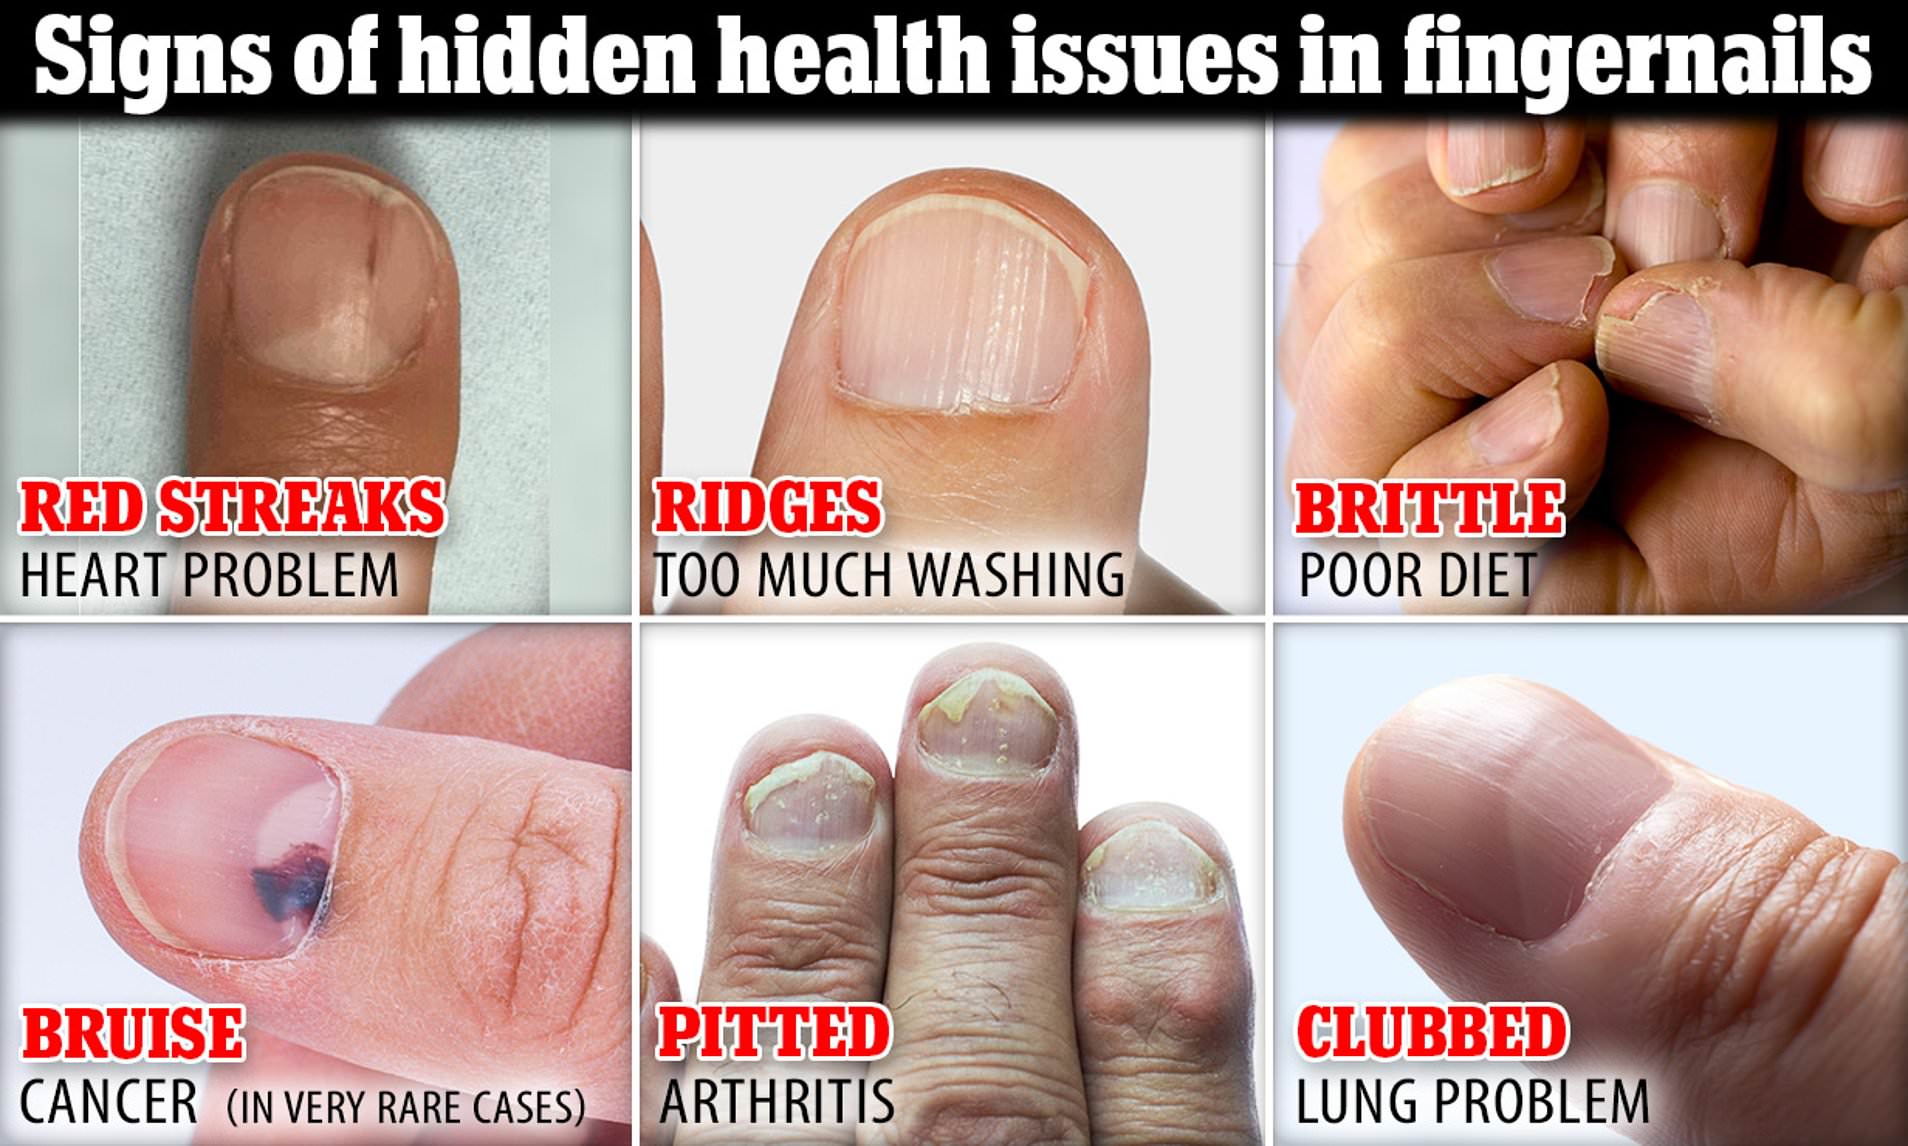 Signs of hidden health issues in fingernails
RED STREAKS
HEART PROBLEM
RIDGES
TOO MUCH WASHING
BRITTLE
POOR DIET
BRUISE
CANCER (IN VERY RARE CASES)
PITTED
ARTHRITIS
CLUBBED
LUNG PROBLEM